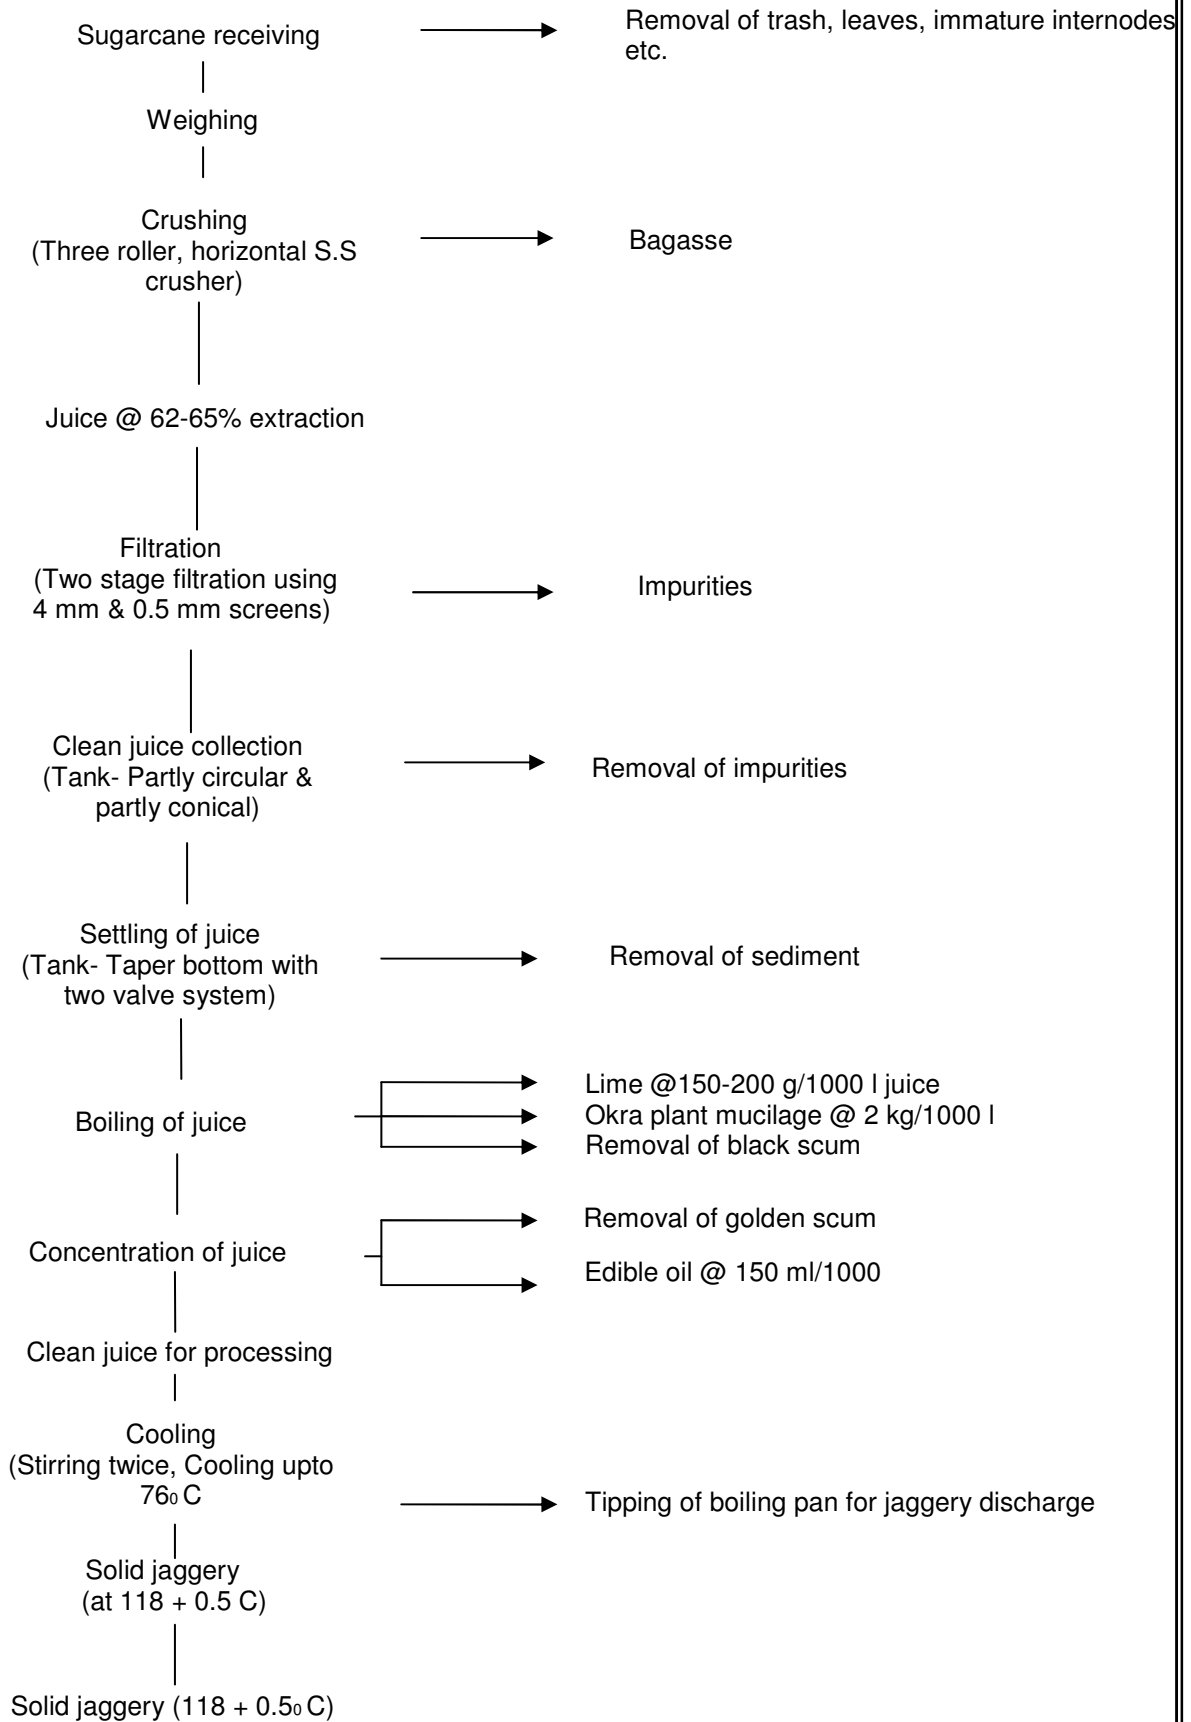 Sugarcane receiving
Removal of trash, leaves, immature internodes
etc.
Weighing
Crushing
(Three roller, horizontal S.S
crusher)
Bagasse
Juice @ 62-65% extraction
Filtration
(Two stage filtration using
4 mm & 0.5 mm screens)
Impurities
Clean juice collection
(Tank- Partly circular &
partly conical)
Removal of impurities
Settling of juice
(Tank- Taper bottom with
two valve system)
Removal of sediment
Boiling of juice
Lime @150-200 g/1000 l juice
Okra plant mucilage @ 2 kg/1000 l
Removal of black scum
Concentration of juice
Removal of golden scum
Edible oil @ 150 ml/1000
Clean juice for processing
Cooling
(Stirring twice, Cooling upto
76₀ C
Tipping of boiling pan for jaggery discharge
Solid jaggery
(at 118 + 0.5 C)
Solid jaggery (118 + 0.5₀ C)